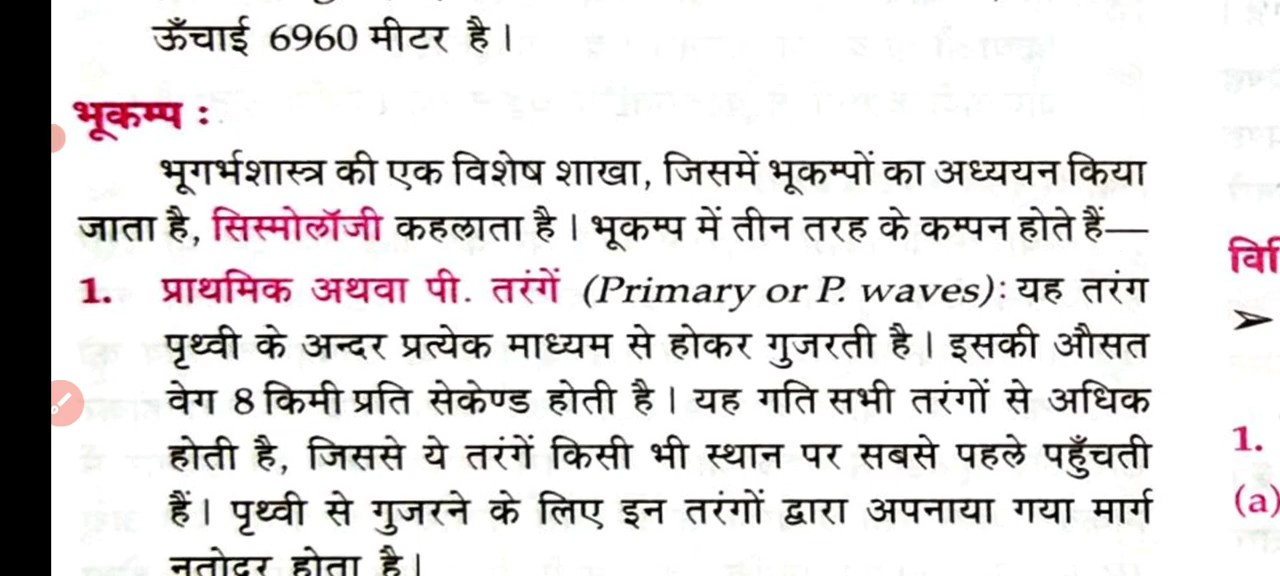 ऊँचाई 6960 मीटर है।
भूकम्प :
भूगर्भशास्त्र की एक विशेष शाखा, जिसमें भूकम्पों का अध्ययन किया
जाता है, सिस्मोलॉजी कहलाता है। भूकम्प में तीन तरह के कम्पन होते हैं—
1. प्राथमिक अथवा पी. तरंगें (Primary or P. waves): यह तरंग
पृथ्वी के अन्दर प्रत्येक माध्यम से होकर गुजरती है। इसकी औसत
वेग 8 किमी प्रति सेकेण्ड होती है। यह गति सभी तरंगों से अधिक
होती है, जिससे ये तरंगें किसी भी स्थान पर सबसे पहले पहुँचती
हैं। पृथ्वी से गुजरने के लिए इन तरंगों द्वारा अपनाया गया मार्ग
नतोदर होता है।
1.
(a)